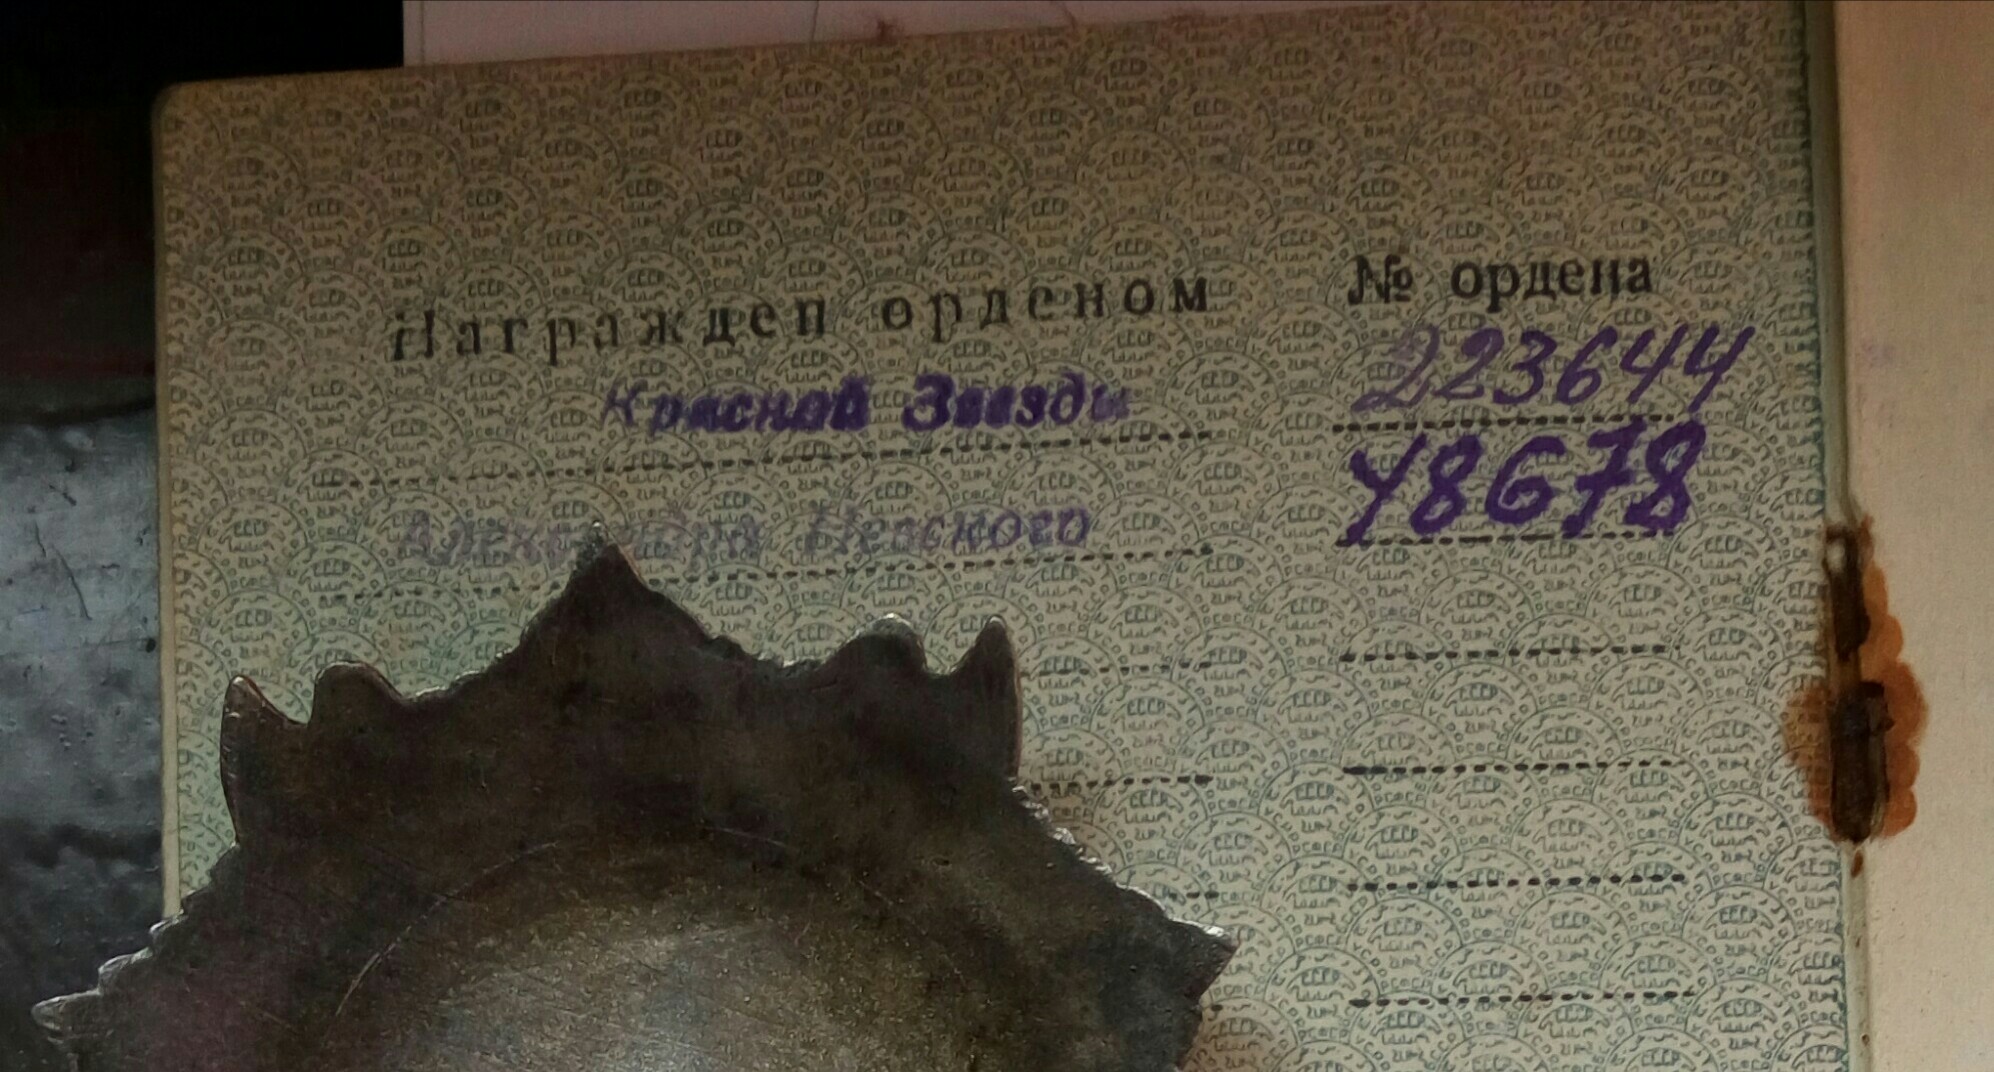 Награжден орденом № ордена
Красной Звезды 223644
Александра Невского 48678